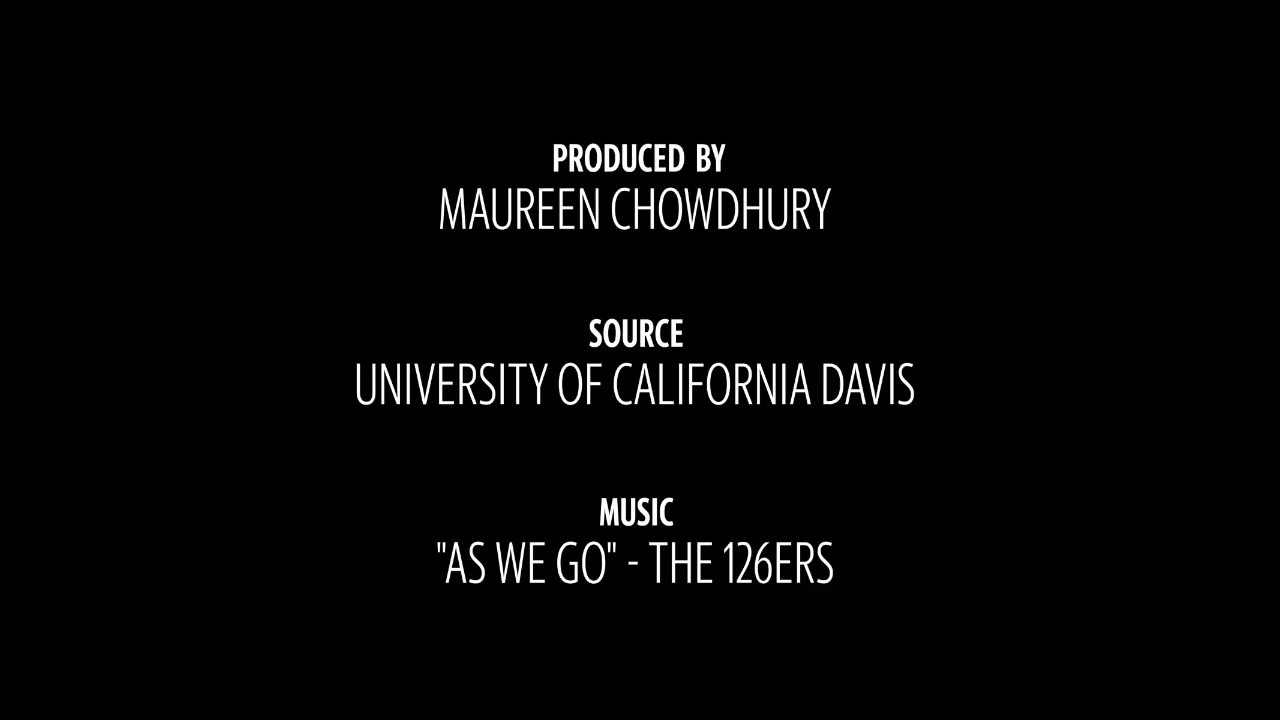 PRODUCED BY
MAUREEN CHOWDHURY
SOURCE
UNIVERSITY OF CALIFORNIA DAVIS
MUSIC
"AS WE GO" - THE 126ERS